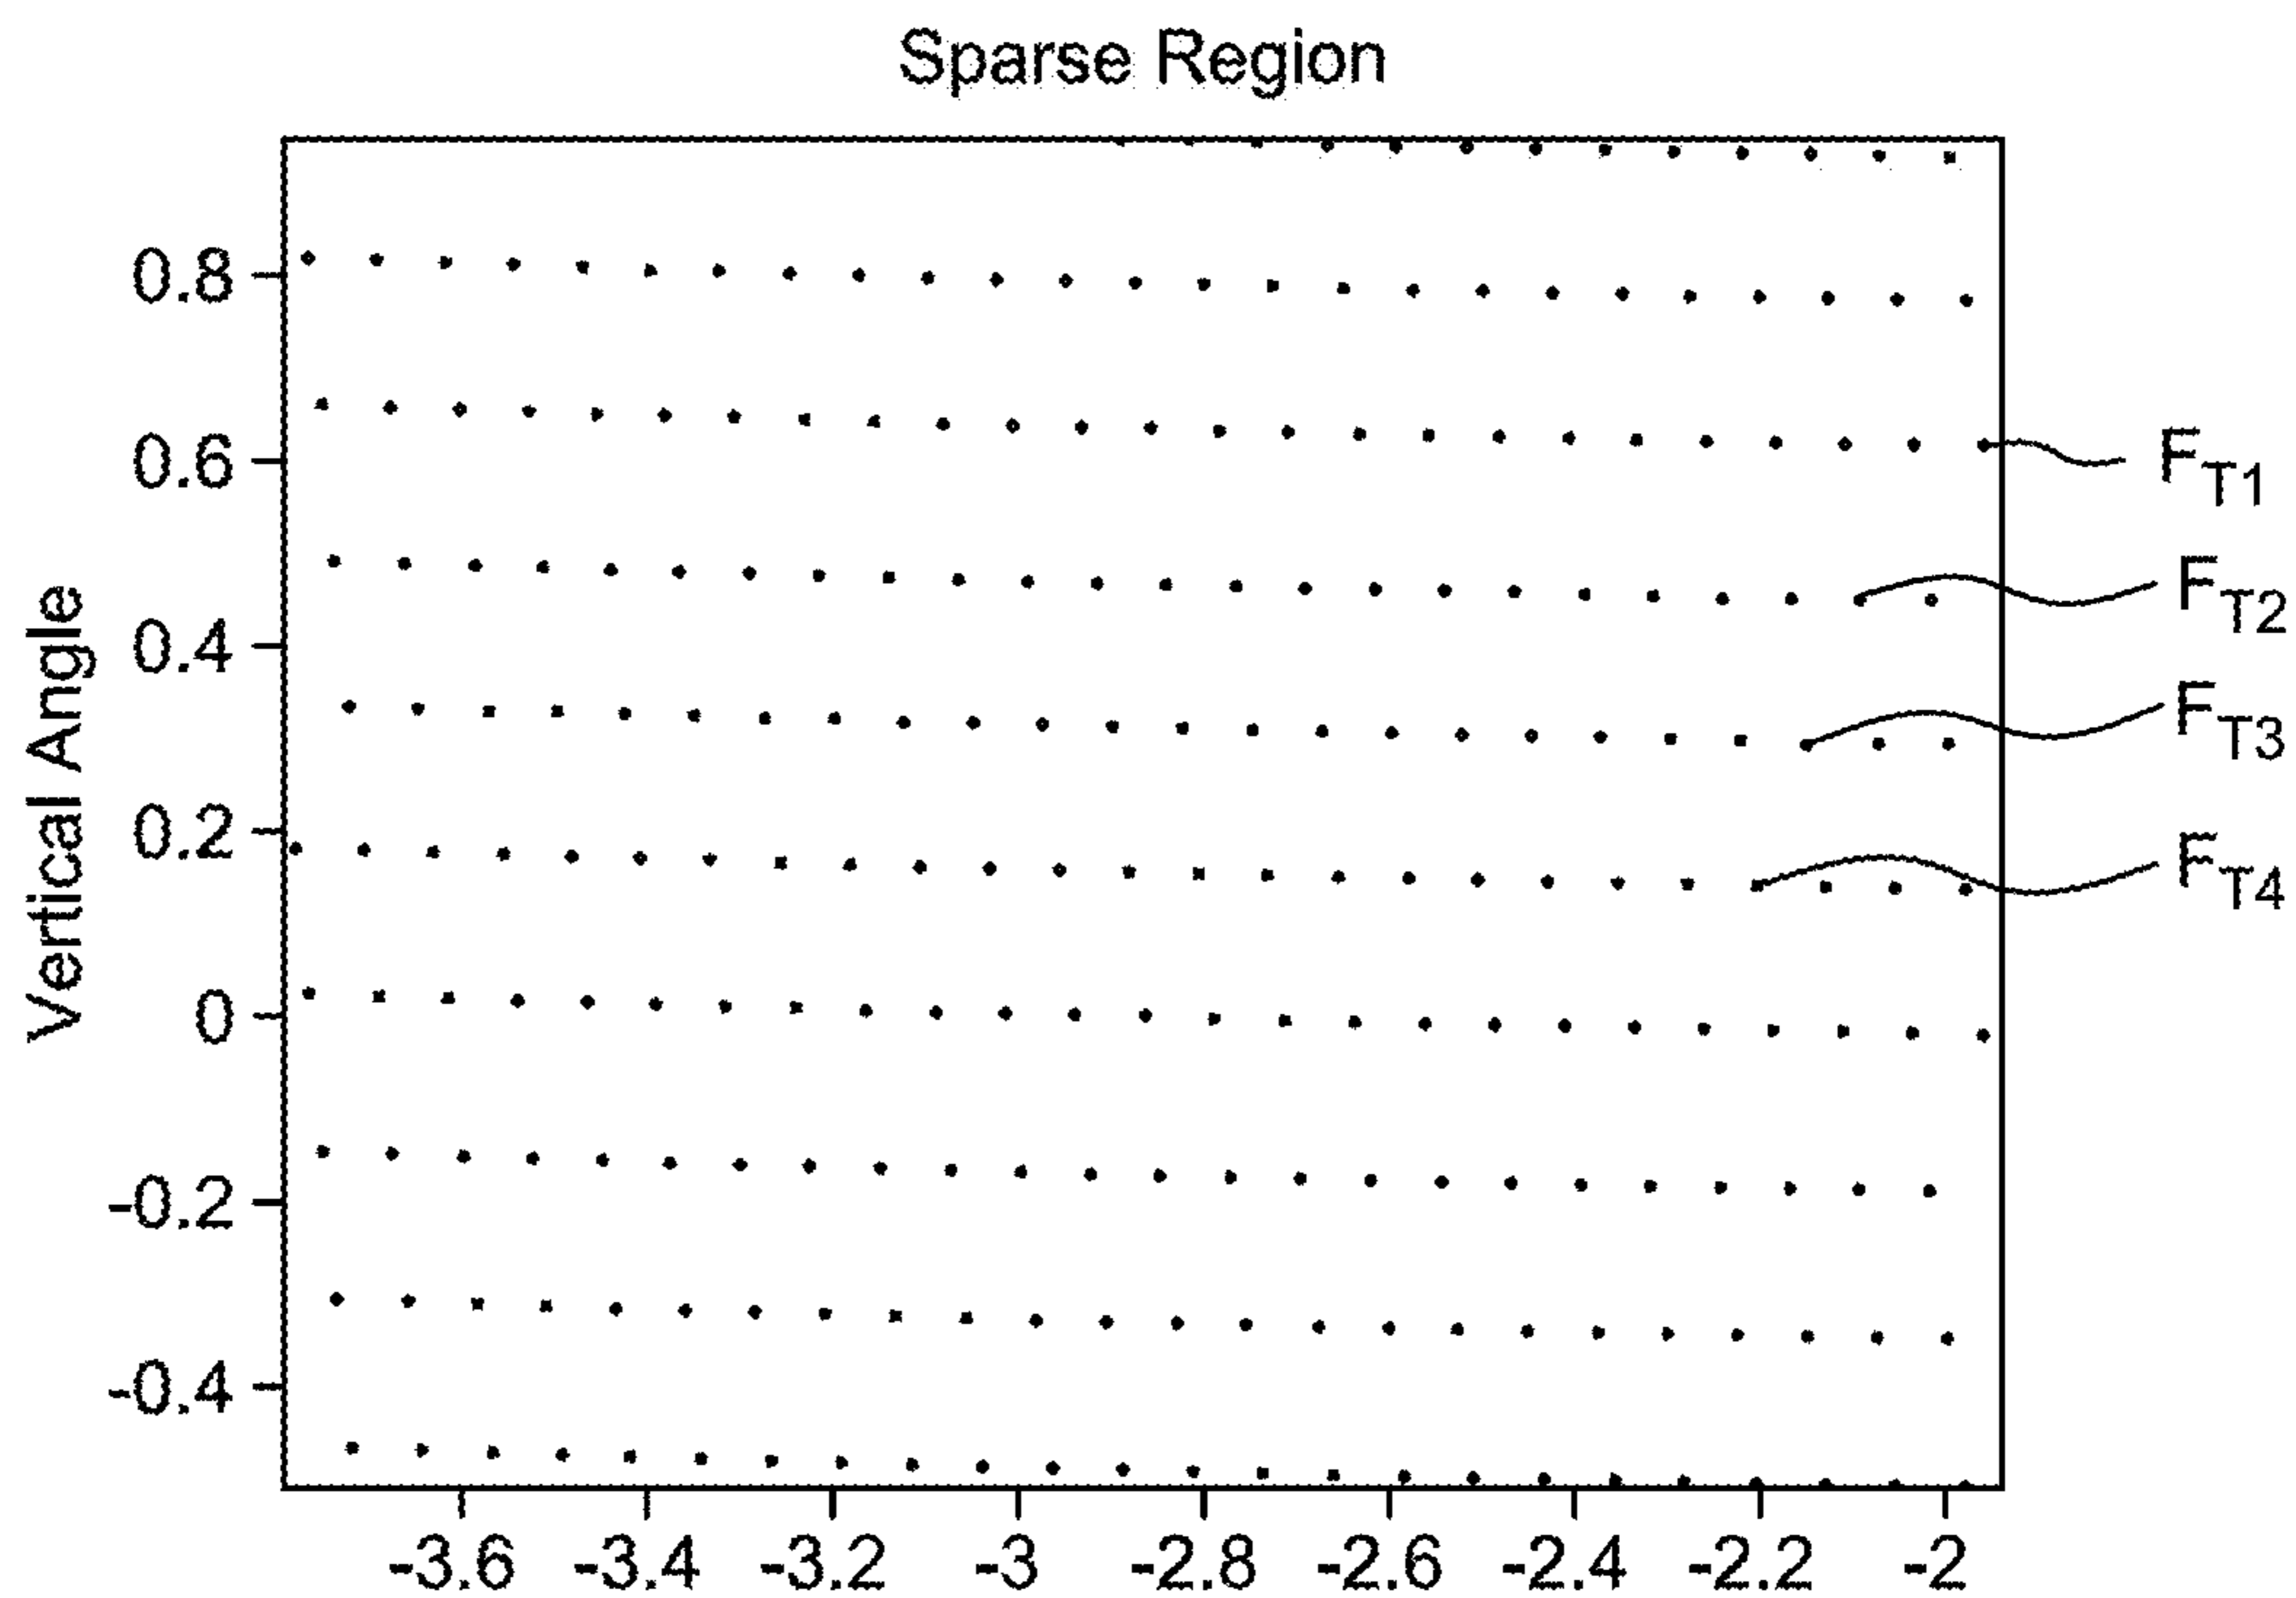 Sparse Region
Vertical Angle
0.8
0.6
0.4
0.2
0
-0.2
-0.4
-3.6 -3.4 -3.2 -3 -2.8 -2.6 -2.4 -2.2 -2
FT1
FT2
FT3
FT4